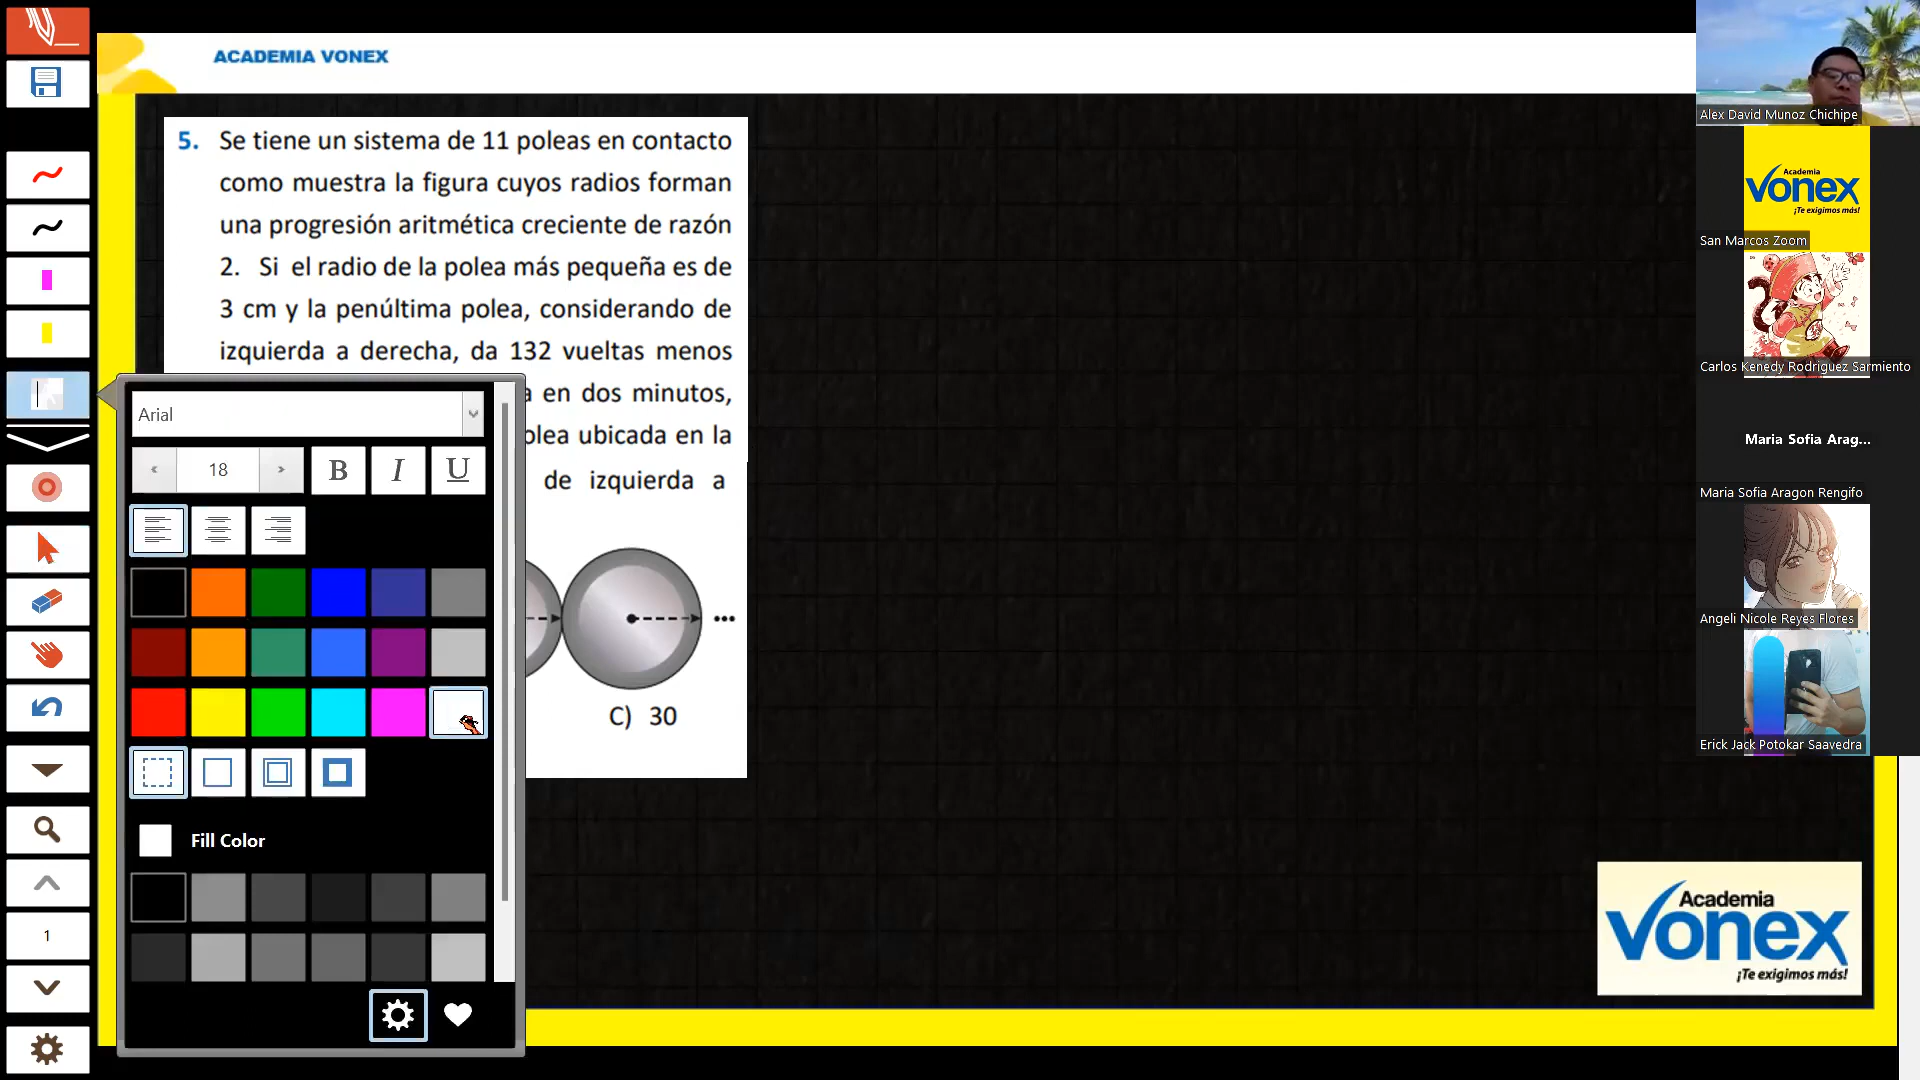 ACADEMIA VONEX
5. Se tiene un sistema de 11 poleas en contacto
como muestra la figura cuyos radios forman
una progresión aritmética creciente de razón
2. Si el radio de la polea más pequeña es de
3 cm y la penúltima polea, considerando de
izquierda a derecha, da 132 vueltas menos
en dos minutos,
olea ubicada en la
de izquierda a
•••
C) 30
Arial
18
B I U
Fill Color
1
Alex David Munoz Chichipe
Academia
vonex
¡Te exigimos más!
San Marcos Zoom
Carlos Kenedy Rodriguez Sarmiento
Maria Sofia Arag...
Maria Sofia Aragon Rengifo
Angeli Nicole Reyes Flores
Erick Jack Potokar Saavedra
Academia
vonex
¡Te exigimos más!